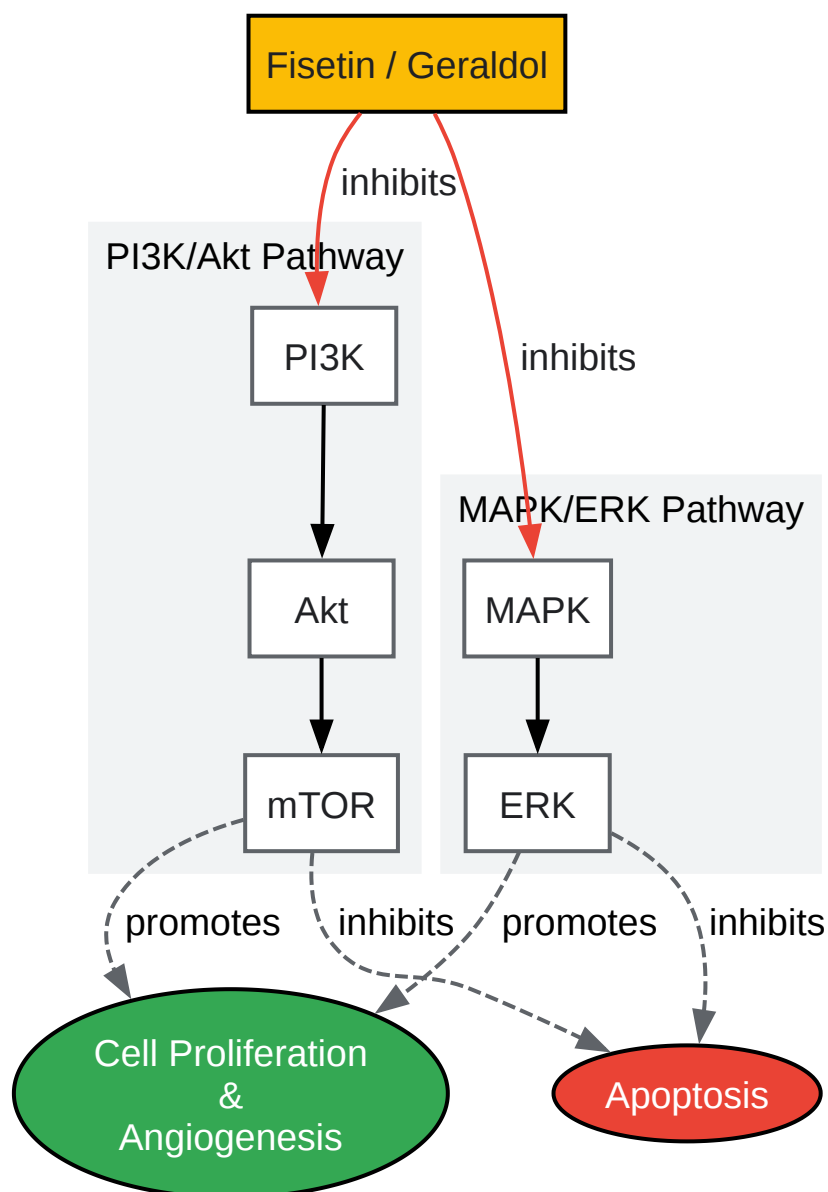 Fisetin / Geraldol
inhibits
PI3K/Akt Pathway
PI3K
inhibits
MAPK/ERK Pathway
Akt
MAPK
mTOR
ERK
promotes
inhibits
promotes
inhibits
Cell Proliferation
&
Angiogenesis
Apoptosis